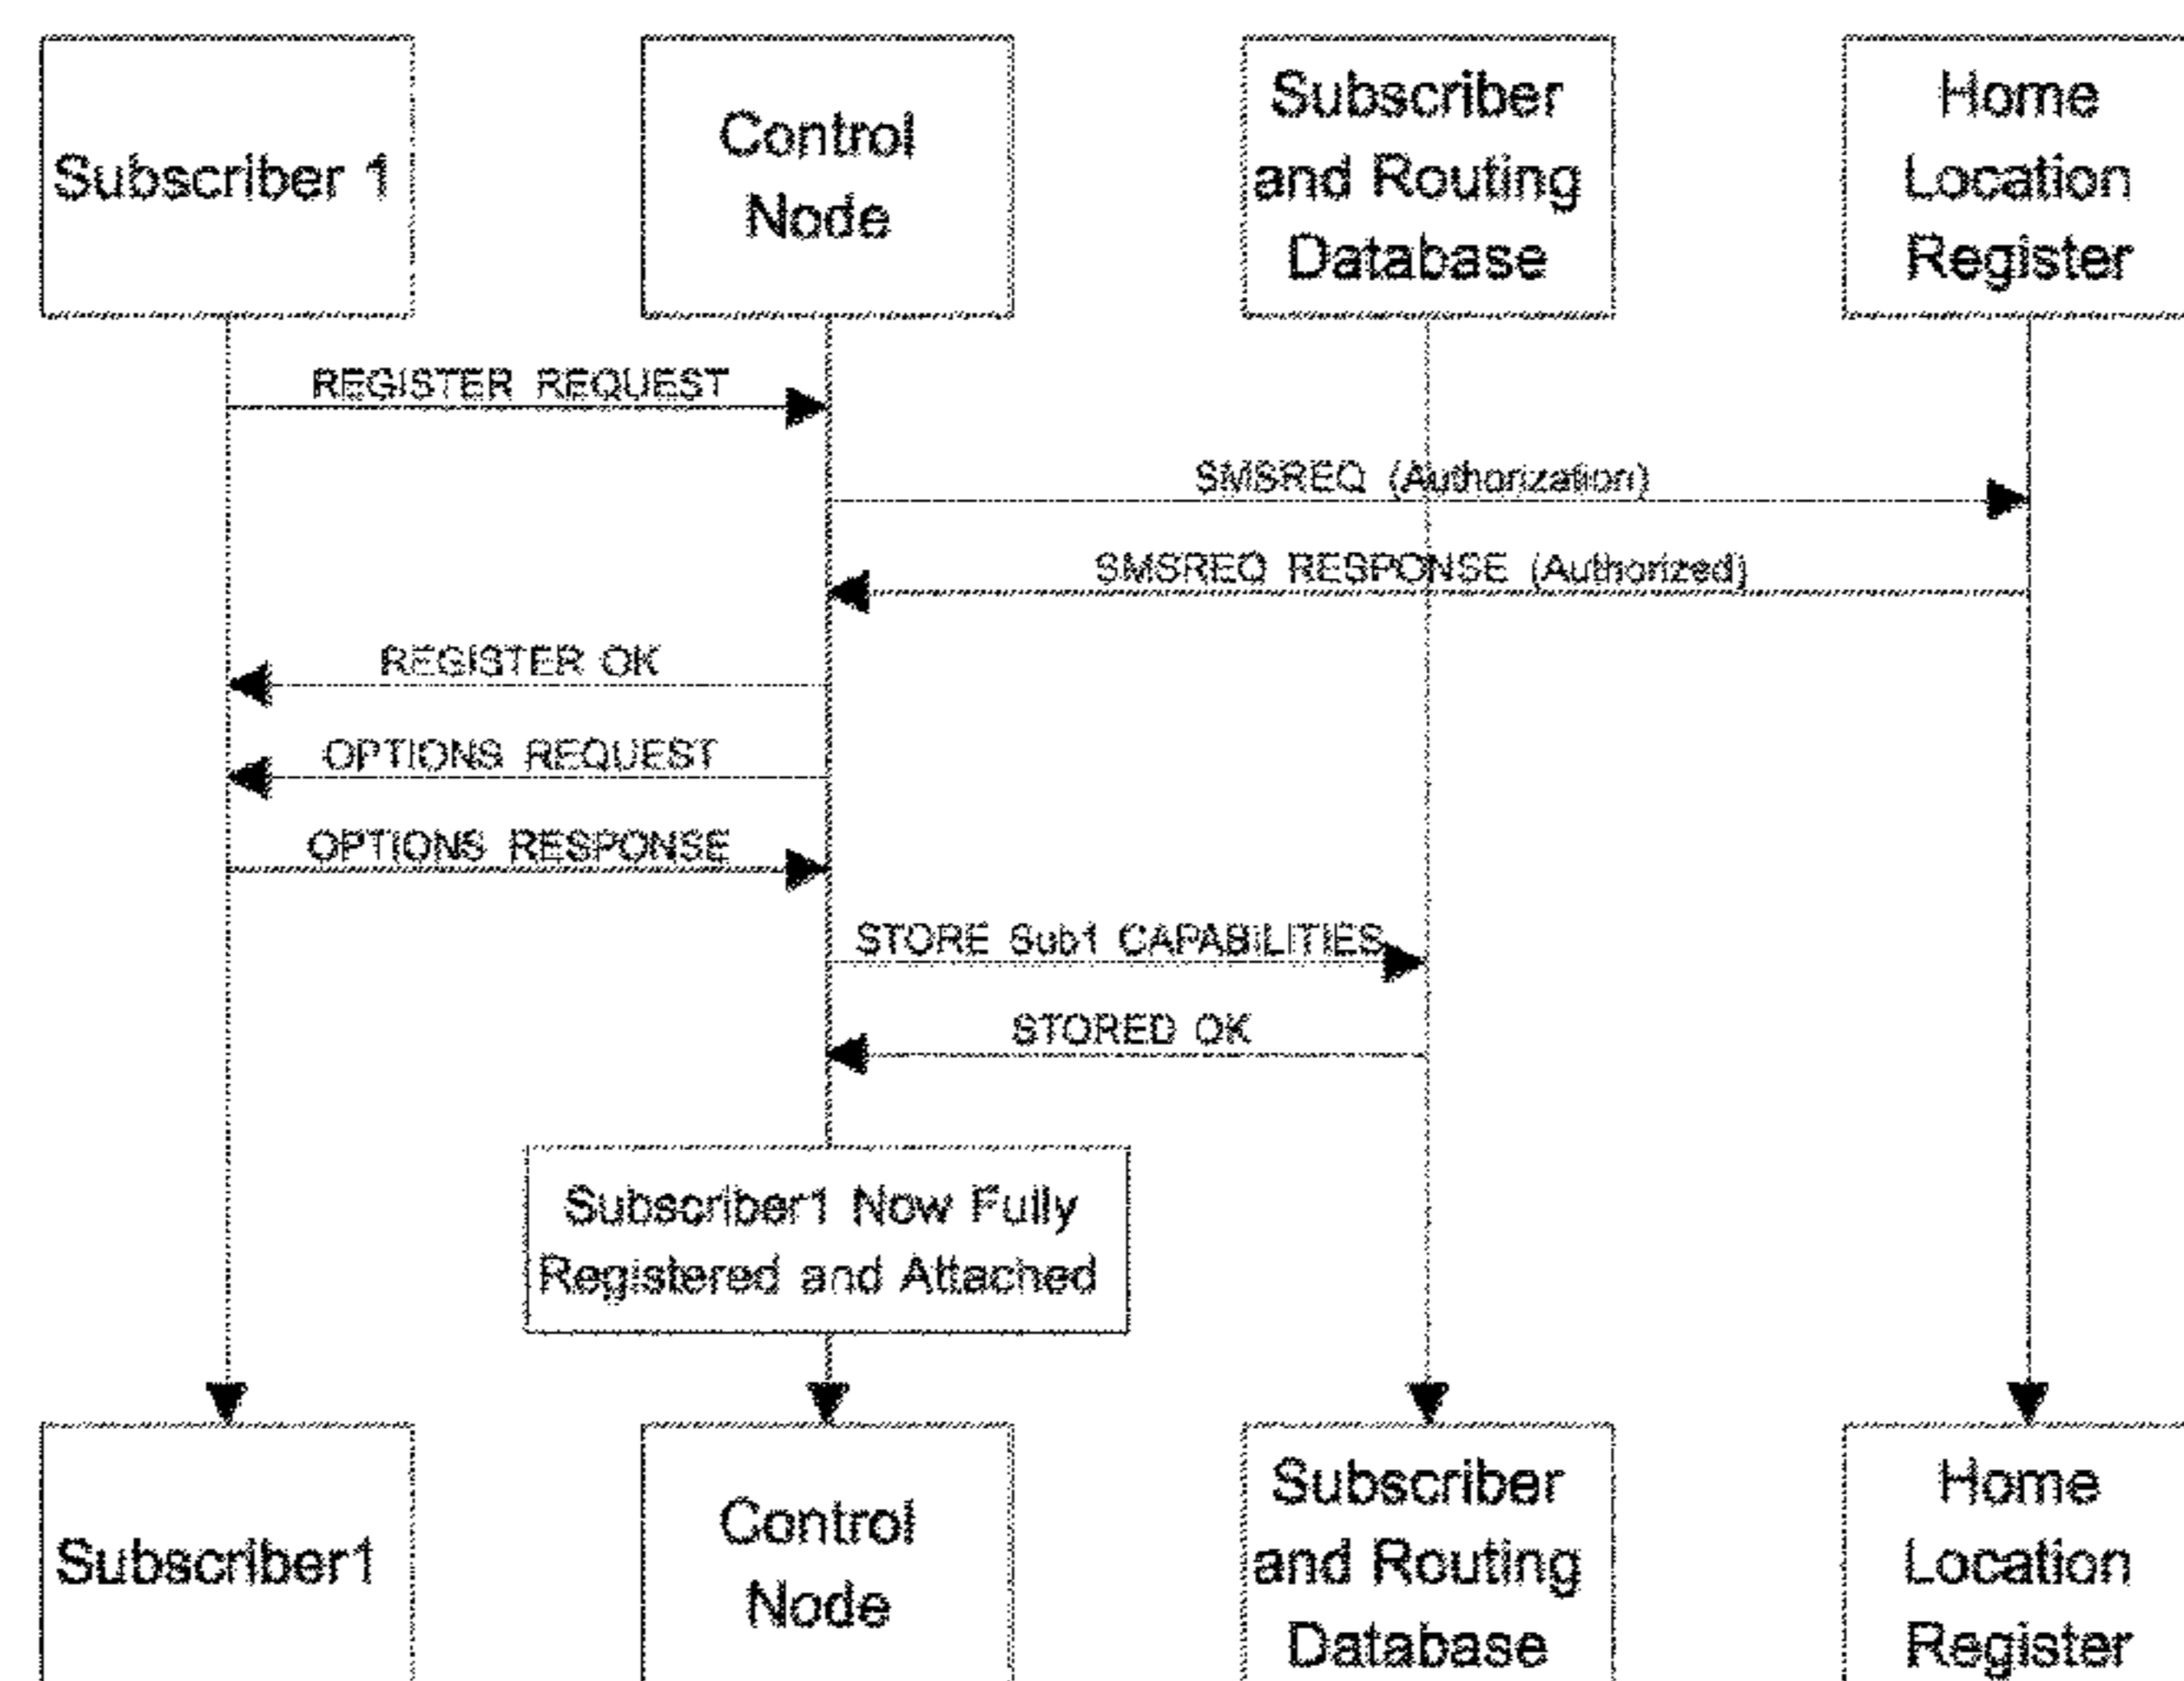 Subscriber 1
Control
Node
Subscriber
and Routing
Database
Home
Location
Register
REGISTER REQUEST
SMSREQ (Authorization)
SMSREQ RESPONSE (Authorized)
REGISTER OK
OPTIONS REQUEST
OPTIONS RESPONSE
STORE Sub1 CAPABILITIES
STORED OK
Subscriber1 Now Fully
Registered and Attached
Subscriber1
Control
Node
Subscriber
and Routing
Database
Home
Location
Register